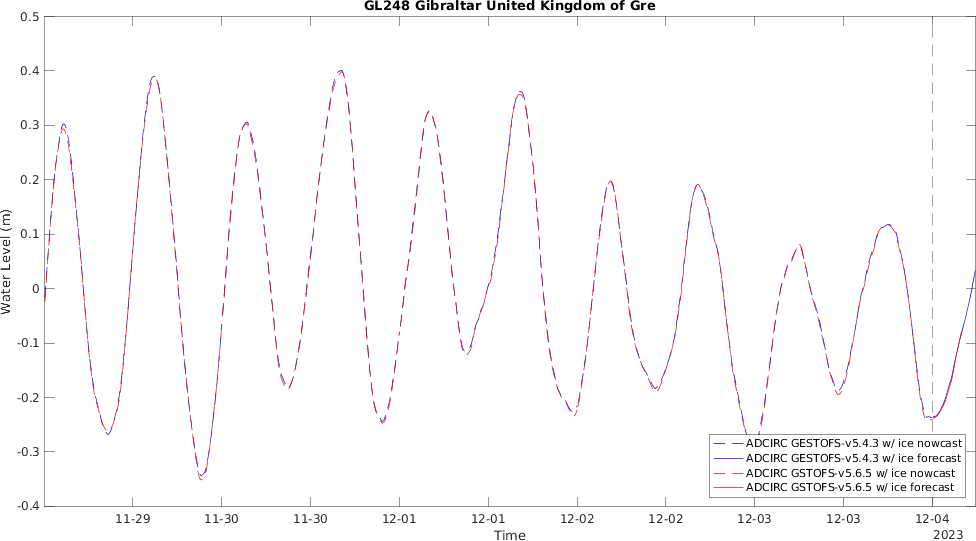 GL248 Gibraltar United Kingdom of Gre
0.5
0.4
0.3
0.2
0.1
0
-0.1
-0.2
-0.3
-0.4
Water Level (m)
ADCIRC GESTOFS-v5.4.3 w/ ice nowcast
ADCIRC GESTOFS-v5.4.3 w/ ice forecast
ADCIRC GSTOFS-v5.6.5 w/ ice nowcast
ADCIRC GSTOFS-v5.6.5 w/ ice forecast
11-29 11-30 11-30 12-01 12-01 12-02 12-02 12-03 12-03 12-04
Time 2023